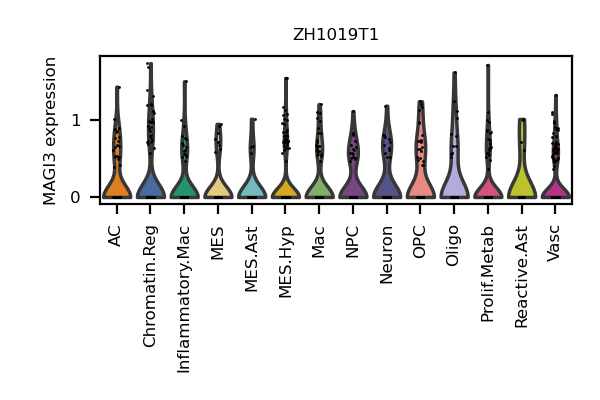 ZH1019T1
MAGI3 expression
1
0
AC
Chromatin.Reg
Inflammatory.Mac
MES
MES.Ast
MES.Hyp
Mac
NPC
Neuron
OPC
Oligo
Prolif.Metab
Reactive.Ast
Vasc